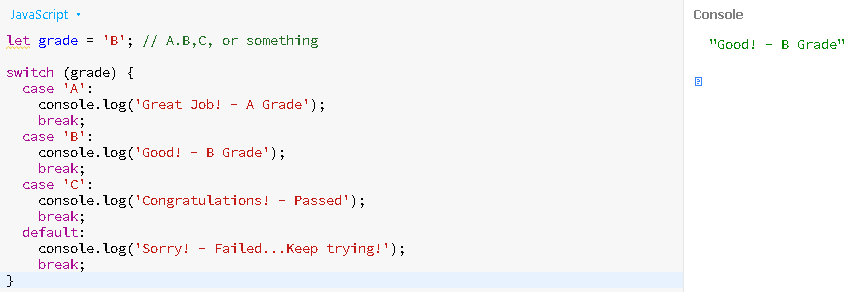 JavaScript
let grade = 'B'; // A.B,C, or something
switch (grade) {
  case 'A':
    console.log('Great Job! - A Grade');
    break;
  case 'B':
    console.log('Good! - B Grade');
    break;
  case 'C':
    console.log('Congratulations! - Passed');
    break;
  default:
    console.log('Sorry! - Failed...Keep trying!');
    break;
}
Console
"Good! - B Grade"